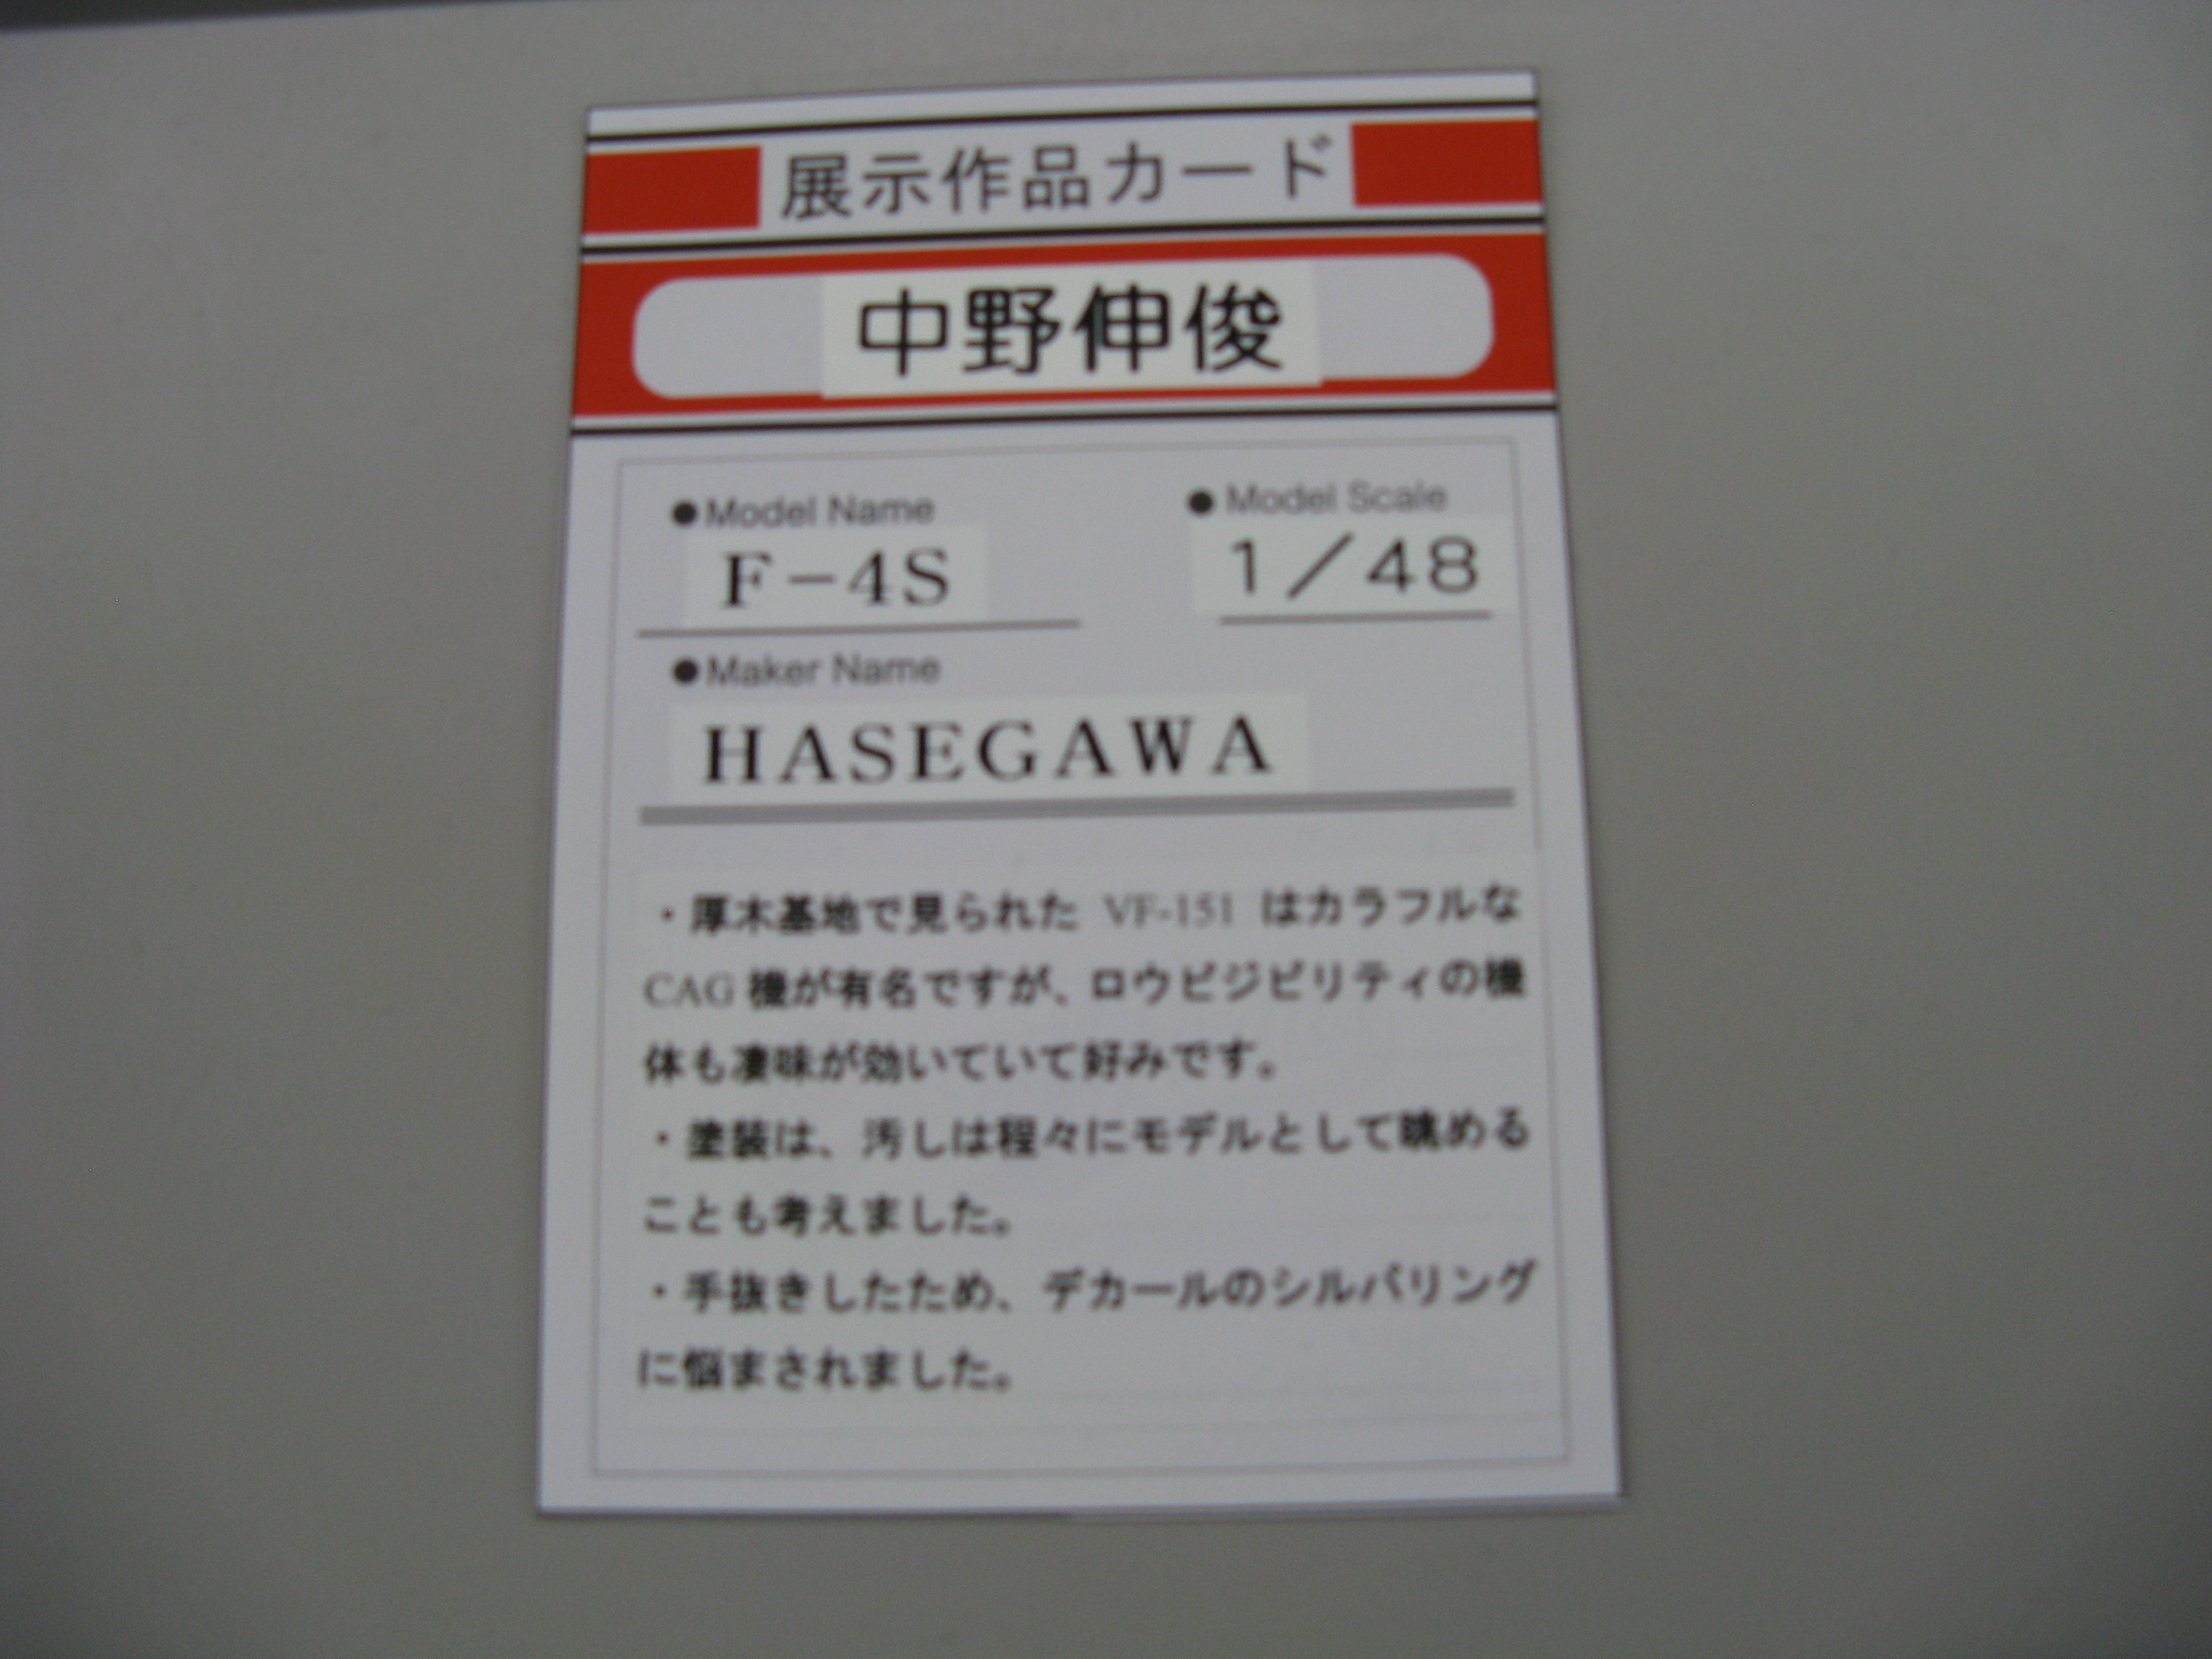 展示作品カード
中野伸俊
●Model Name
● Model Scale
F－4S
1／48
●Maker Name
HASEGAWA
・厚木基地で見られた VF-151 はカラフルな
CAG 機が有名ですが、ロウビジビリティの機
体も凄味が効いていて好みです。
・塗装は、汚しは程々にモデルとして眺める
ことも考えました。
・手抜きしたため、デカールのシルバリング
に悩まされました。